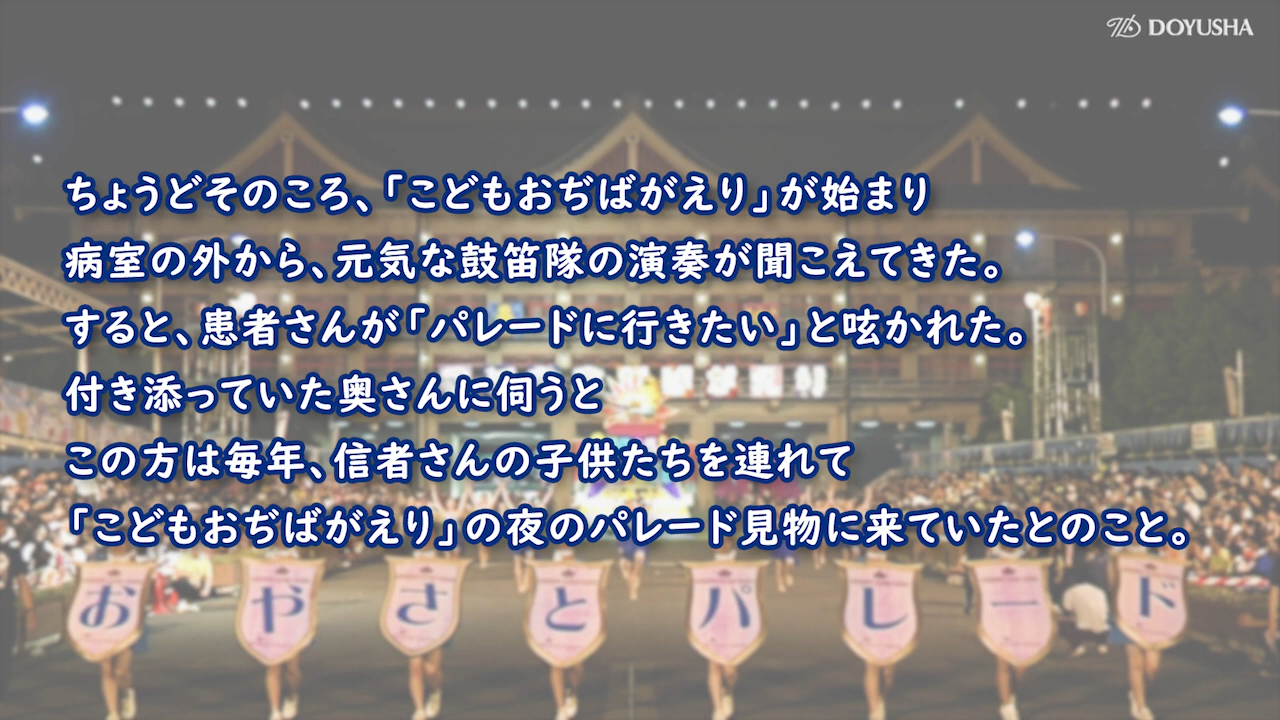 DOYUSHA
ちょうどそのころ、「こどもおぢばがえり」が始まり
病室の外から、元気な鼓笛隊の演奏が聞こえてきた。
すると、患者さんが「パレードに行きたい」と呟かれた。
付き添っていた奥さんに伺うと
この方は毎年、信者さんの子供たちを連れて
「こどもおぢばがえり」の夜のパレード見物に来ていたとのこと。
おやさとパレード